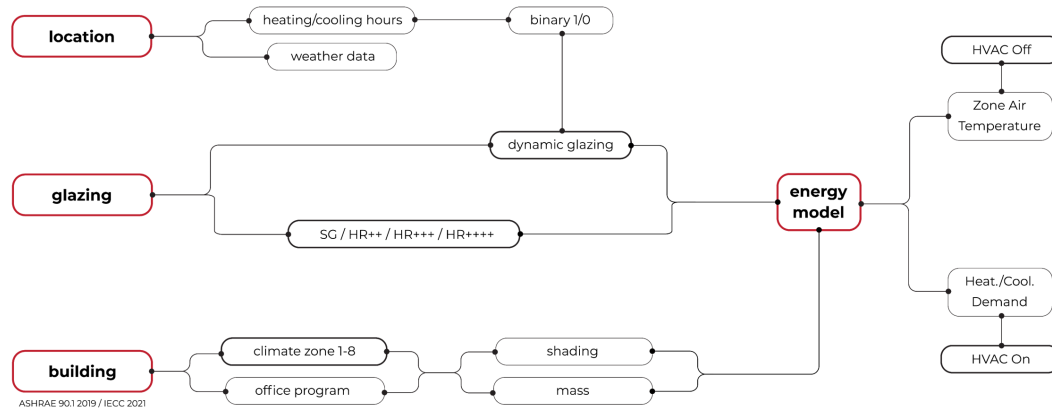 location
heating/cooling hours
binary 1/0
weather data
HVAC Off
Zone Air
Temperature
dynamic glazing
glazing
SG / HR++ / HR+++ / HR++++
energy
model
Heat./Cool.
Demand
HVAC On
building
climate zone 1-8
shading
office program
mass
ASHRAE 90.1 2019 / IECC 2021